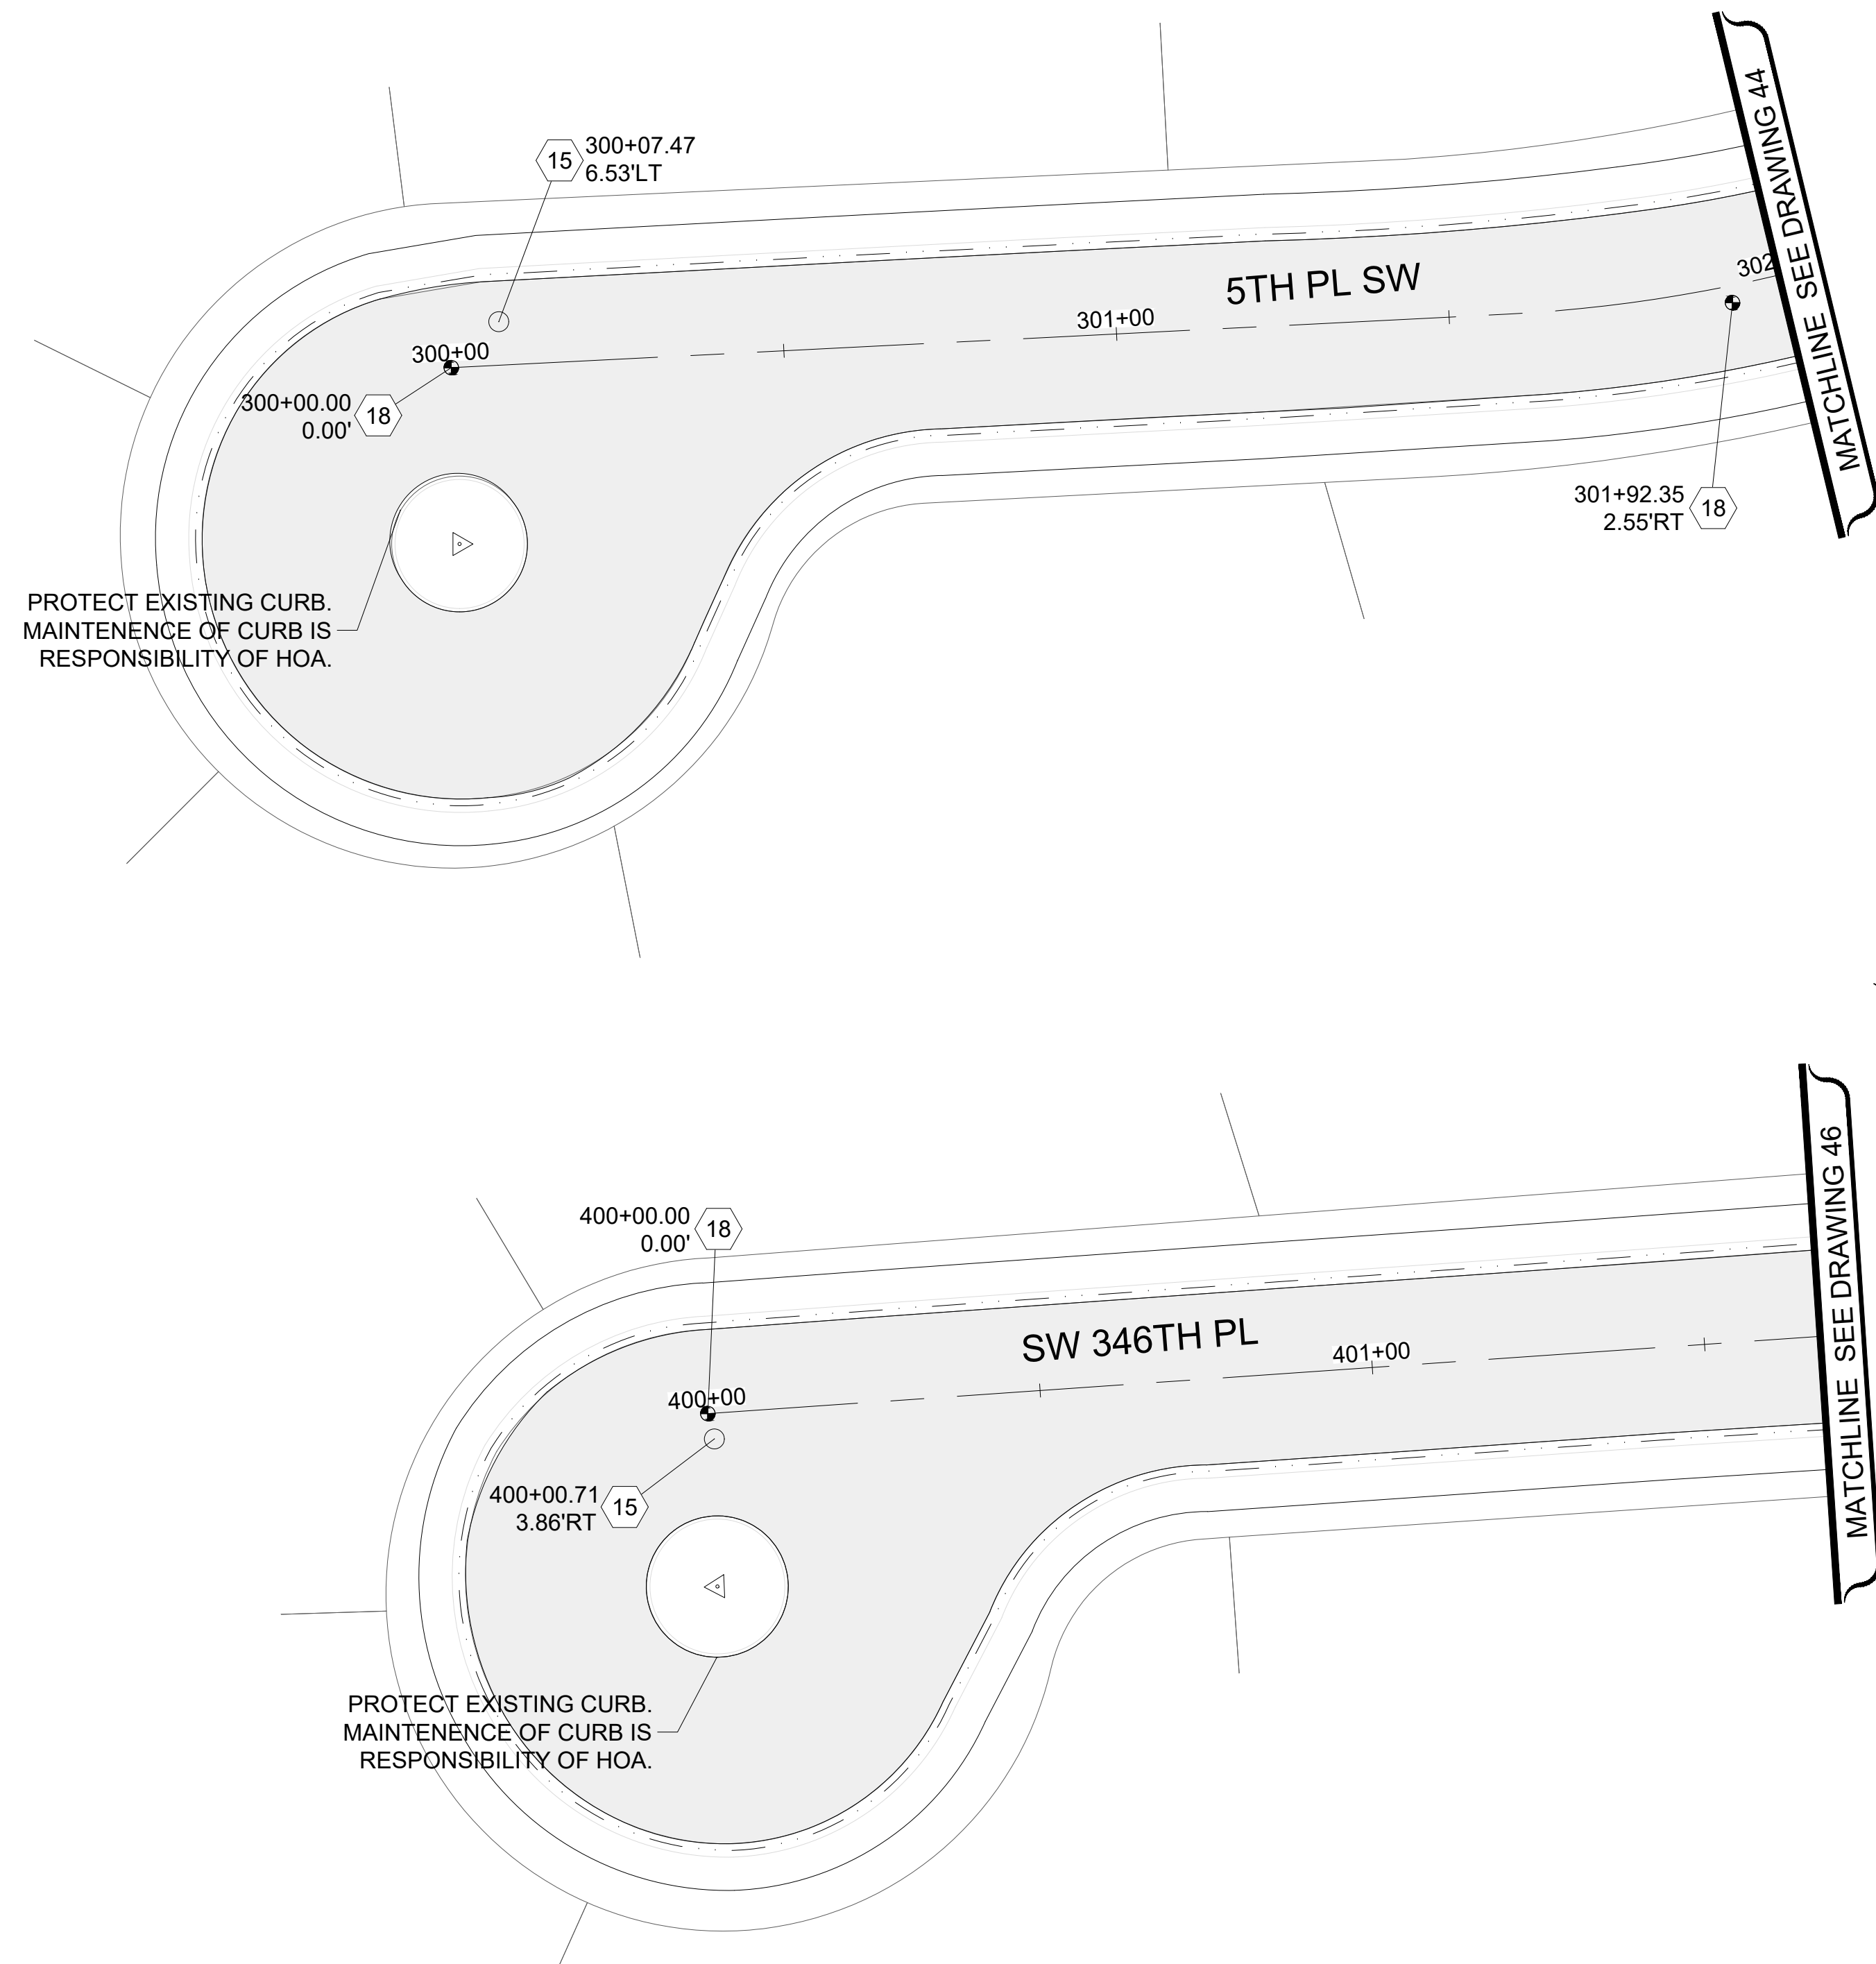 15
300+07.47
6.53'LT
MATCHLINE  SEE DRAWING 44
5TH PL SW
302
301+00
300+00
300+00.00
0.00'
18
301+92.35
2.55'RT
18
PROTECT EXISTING CURB.
MAINTENENCE OF CURB IS
RESPONSIBILITY OF HOA.
MATCHLINE  SEE DRAWING 46
400+00.00
0.00'
18
SW 346TH PL
401+00
400+00
400+00.71
3.86'RT
15
PROTECT EXISTING CURB.
MAINTENENCE OF CURB IS
RESPONSIBILITY OF HOA.